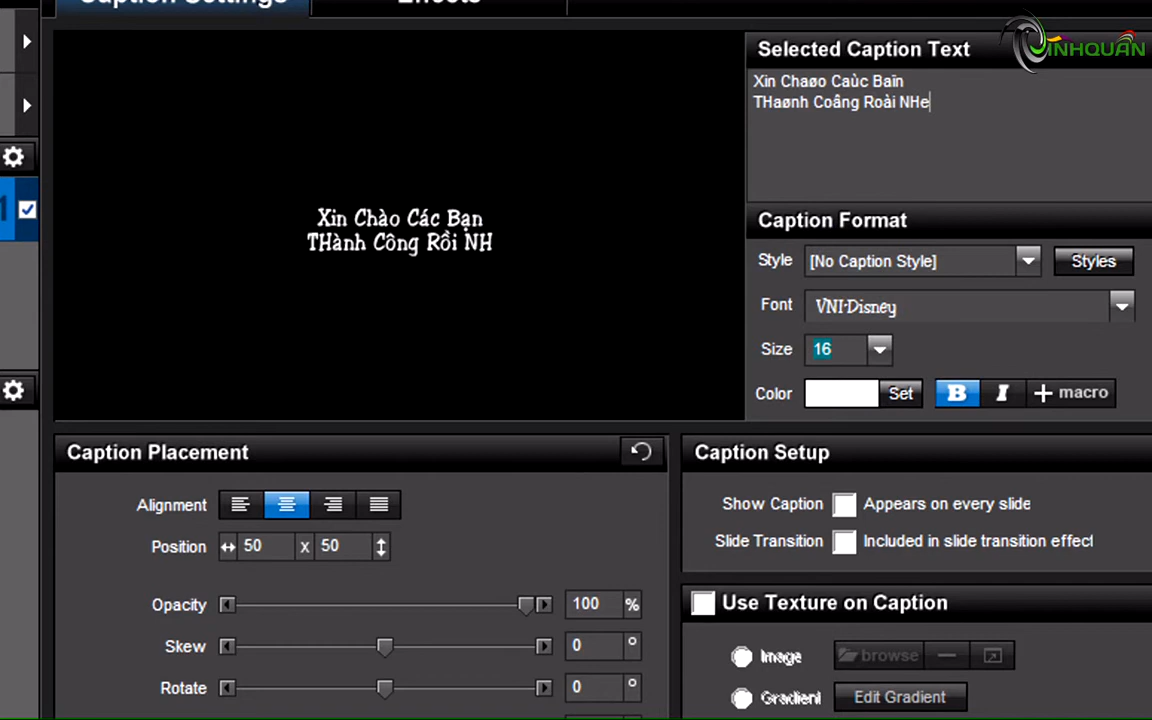 Caption Settings
Effects
VINHQUAN
Selected Caption Text
Xin Chaøo Caùc Baïn
THaønh Coâng Roài NHe
Xin Chào Các Bạn
THành Công Rồi NH
Caption Format
Style [No Caption Style] Styles
Font VNI-Disney
Size 16
Color Set B I + macro
Caption Placement
Alignment
Position 50 x 50
Opacity 100 %
Skew 0 °
Rotate 0 °
Caption Setup
Show Caption Appears on every slide
Slide Transition Included in slide transition effect
Use Texture on Caption
Image browse
Gradient Edit Gradient